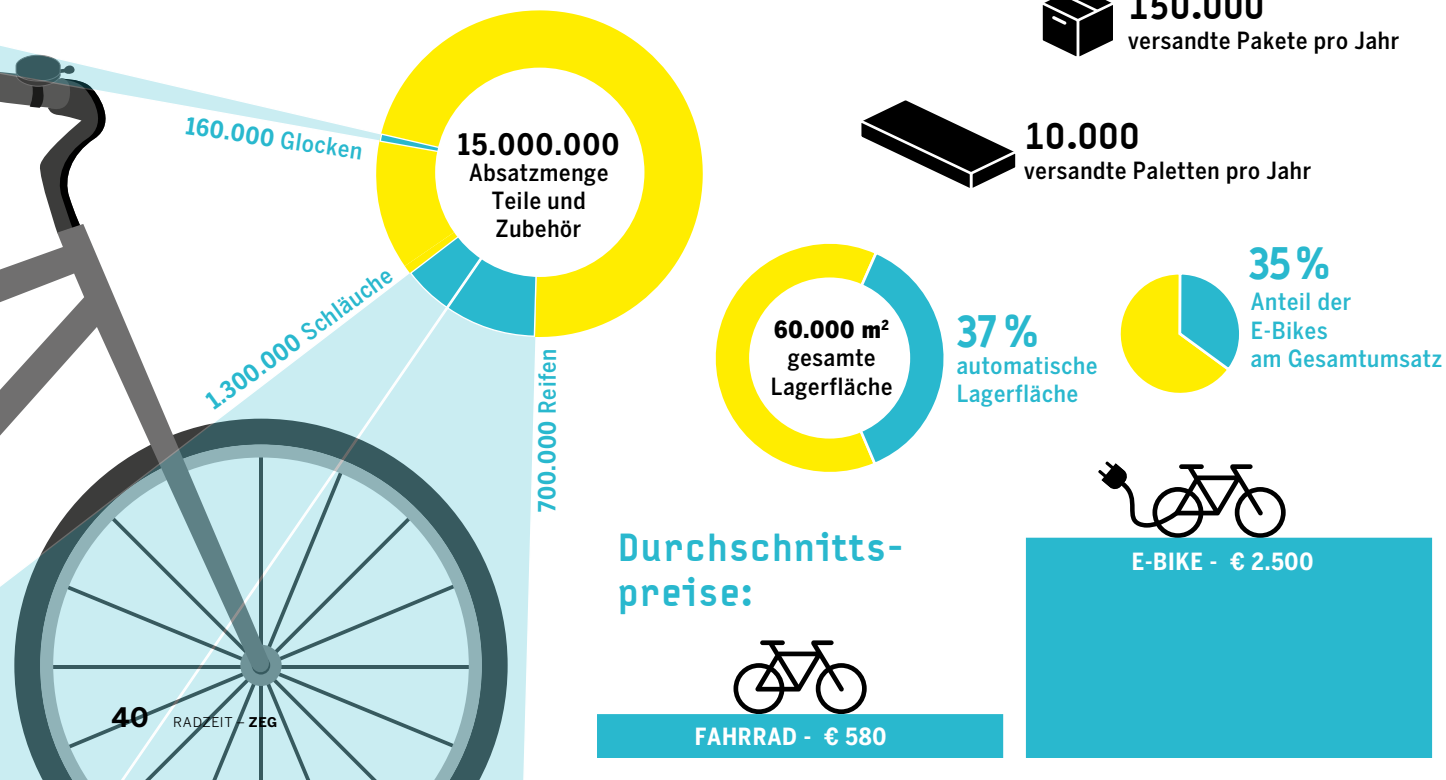 150.000
versandte Pakete pro Jahr
160.000 Glocken
15.000.000
Absatzmenge
Teile und
Zubehör
10.000
versandte Paletten pro Jahr
1.300.000 Schläuche
700.000 Reifen
60.000 m²
gesamte
Lagerfläche
37 %
automatische
Lagerfläche
35 %
Anteil der
E-Bikes
am Gesamtumsatz
Durchschnitts-
preise:
E-BIKE - € 2.500
FAHRRAD - € 580
40 RADZEIT – ZEG